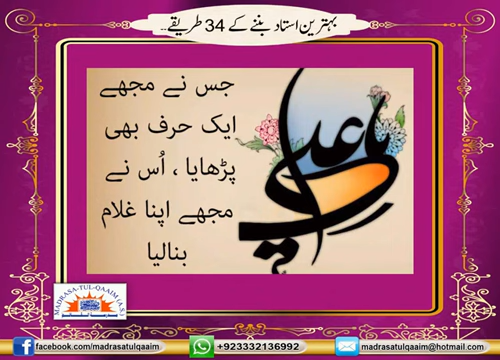 بہترین استاد بننے کے 34 طریقے..
جس نے مجھے
ایک حرف بھی
پڑھایا ، اُس نے
مجھے اپنا غلام
بنالیا
یا علی
MADRASA-TUL-QAAIM (A.S.)
facebook.com/madrasatulqaaim
+923332136992
madrasatulqaaim@hotmail.com